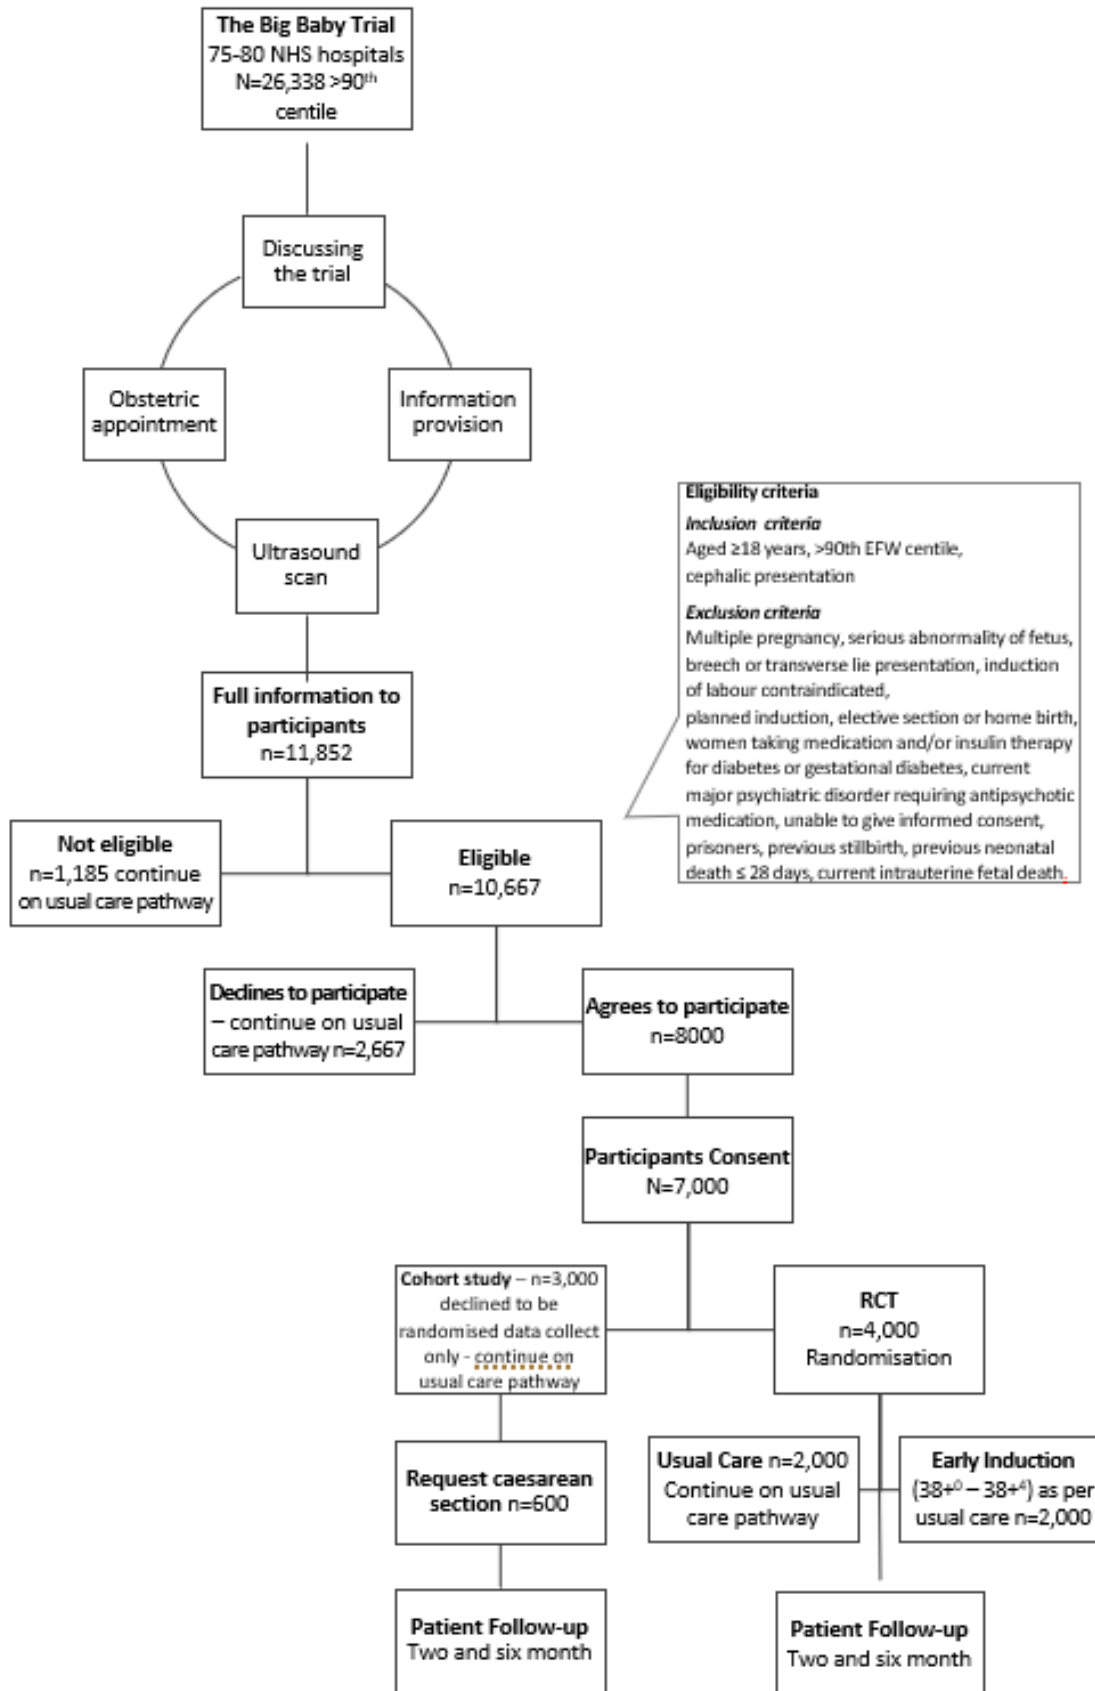 The Big Baby Trial
75-80 NHS hospitals
N=26,338 >90th
centile
Discussing
the trial
Obstetric
appointment
Information
provision
Ultrasound
scan
Full information to
participants
n=11,852
Eligibility criteria
Inclusion criteria
Aged ≥18 years, >90th EFW centile,
cephalic presentation
Exclusion criteria
Multiple pregnancy, serious abnormality of fetus,
breech or transverse lie presentation, induction
of labour contraindicated,
planned induction, elective section or home birth,
women taking medication and/or insulin therapy
for diabetes or gestational diabetes, current
major psychiatric disorder requiring antipsychotic
medication, unable to give informed consent,
prisoners, previous stillbirth, previous neonatal
death ≤ 28 days, current intrauterine fetal death.
Not eligible
n=1,185 continue
on usual care pathway
Eligible
n=10,667
Declines to participate
– continue on usual
care pathway n=2,667
Agrees to participate
n=8000
Participants Consent
N=7,000
Cohort study – n=3,000
declined to be
randomised data collect
only - continue on
usual care pathway
RCT
n=4,000
Randomisation
Request caesarean
section n=600
Usual Care n=2,000
Continue on usual
care pathway
Early Induction
(38+⁰ – 38+⁴) as per
usual care n=2,000
Patient Follow-up
Two and six month
Patient Follow-up
Two and six month